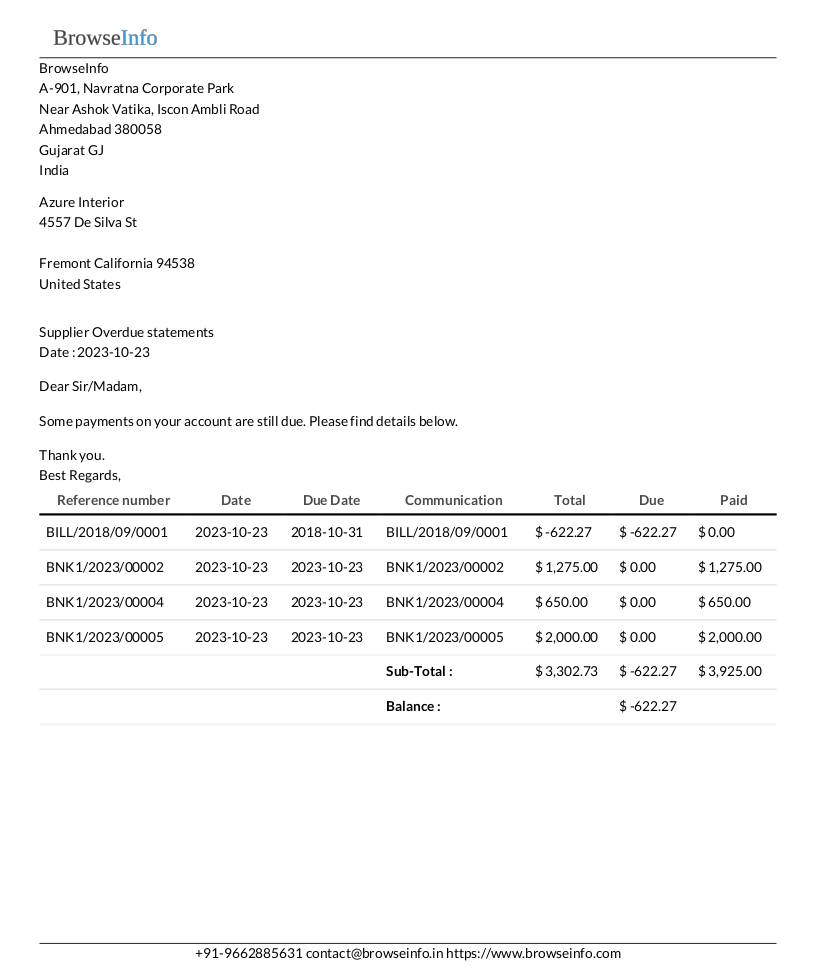 BrowseInfo
BrowseInfo
A-901, Navratna Corporate Park
Near Ashok Vatika, Iscon Ambli Road
Ahmedabad 380058
Gujarat GJ
India
Azure Interior
4557 De Silva St
Fremont California 94538
United States
Supplier Overdue statements
Date : 2023-10-23
Dear Sir/Madam,
Some payments on your account are still due. Please find details below.
Thank you.
Best Regards,
Reference number Date Due Date Communication Total Due Paid
BILL/2018/09/0001 2023-10-23 2018-10-31 BILL/2018/09/0001 $ -622.27 $ -622.27 $ 0.00
BNK1/2023/00002 2023-10-23 2023-10-23 BNK1/2023/00002 $ 1,275.00 $ 0.00 $ 1,275.00
BNK1/2023/00004 2023-10-23 2023-10-23 BNK1/2023/00004 $ 650.00 $ 0.00 $ 650.00
BNK1/2023/00005 2023-10-23 2023-10-23 BNK1/2023/00005 $ 2,000.00 $ 0.00 $ 2,000.00
Sub-Total : $ 3,302.73 $ -622.27 $ 3,925.00
Balance : $ -622.27
+91-9662885631 contact@browseinfo.in https://www.browseinfo.com